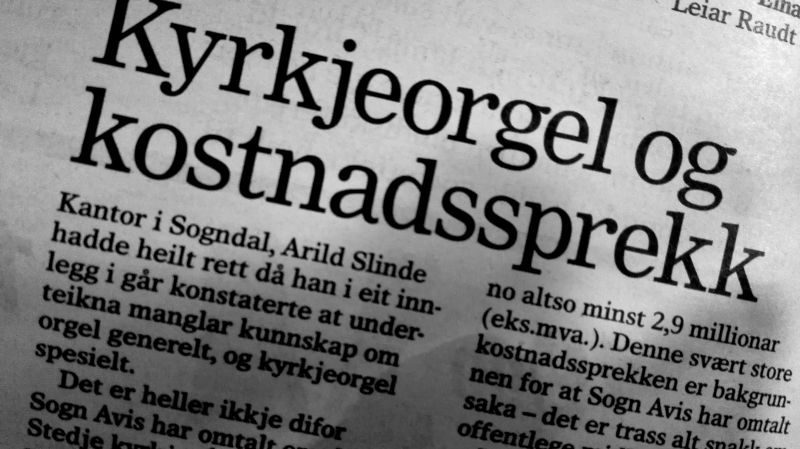 Leiar Raudt
Kyrkjeorgel og
kostnadssprekk
Kantor i Sogndal, Arild Slinde
hadde heilt rett då han i eit inn-
legg i går konstaterte at under-
teikna manglar kunnskap om
orgel generelt, og kyrkjeorgel
spesielt.
Det er heller ikkje difor
Sogn Avis har omtalt
Stedje
no altso minst 2,9 millionar
(eks.mva.). Denne svært store
kostnadssprekken er bakgrun-
nen for at Sogn Avis har omtalt
saka – det er trass alt snakk
offentlege